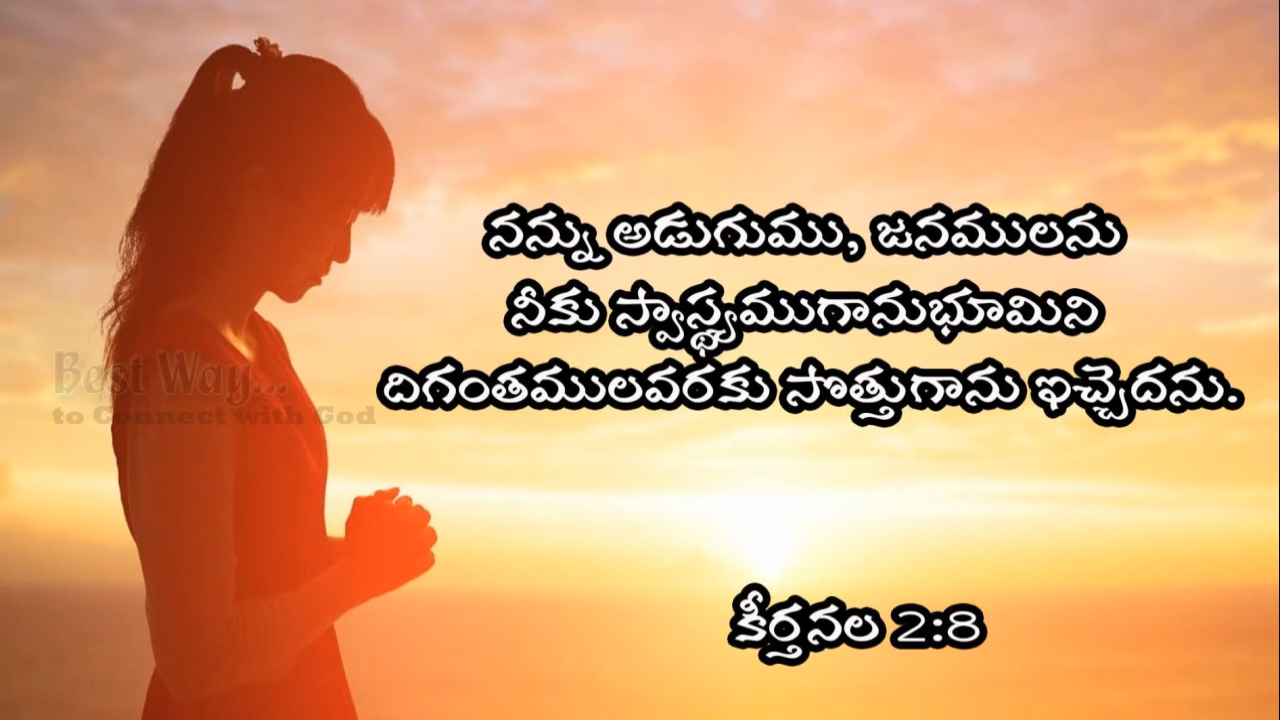 నన్ను అడుగుము, జనములను
నీకు స్వాస్థ్యముగానుభూమిని
దిగంతములవరకు సొత్తుగాను ఇచ్చెదను.
Best Way...
to Connect with God
కీర్తనల 2:8